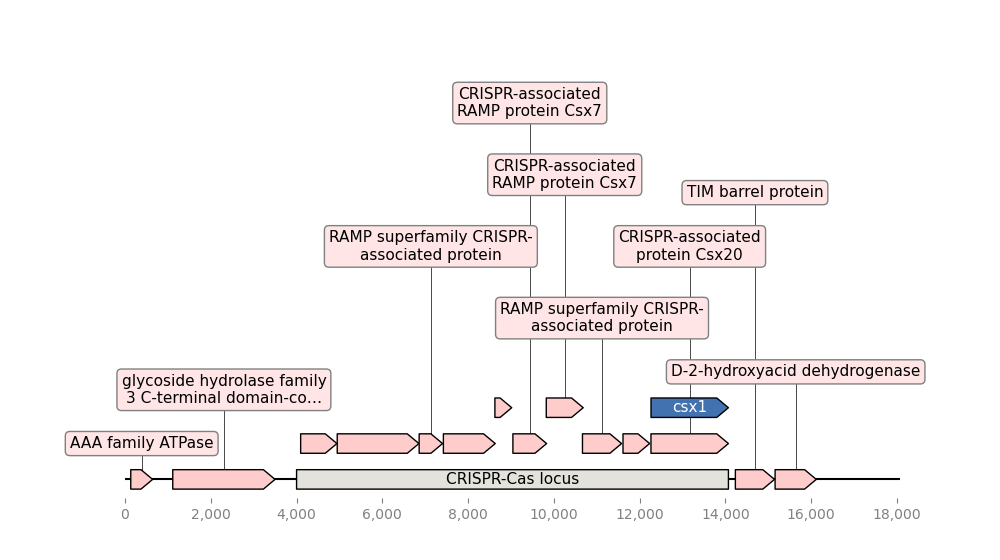 CRISPR-associated
RAMP protein Csx7
CRISPR-associated
RAMP protein Csx7
TIM barrel protein
RAMP superfamily CRISPR-
associated protein
CRISPR-associated
protein Csx20
RAMP superfamily CRISPR-
associated protein
D-2-hydroxyacid dehydrogenase
glycoside hydrolase family
3 C-terminal domain-co...
csx1
AAA family ATPase
CRISPR-Cas locus
0 2,000 4,000 6,000 8,000 10,000 12,000 14,000 16,000 18,000